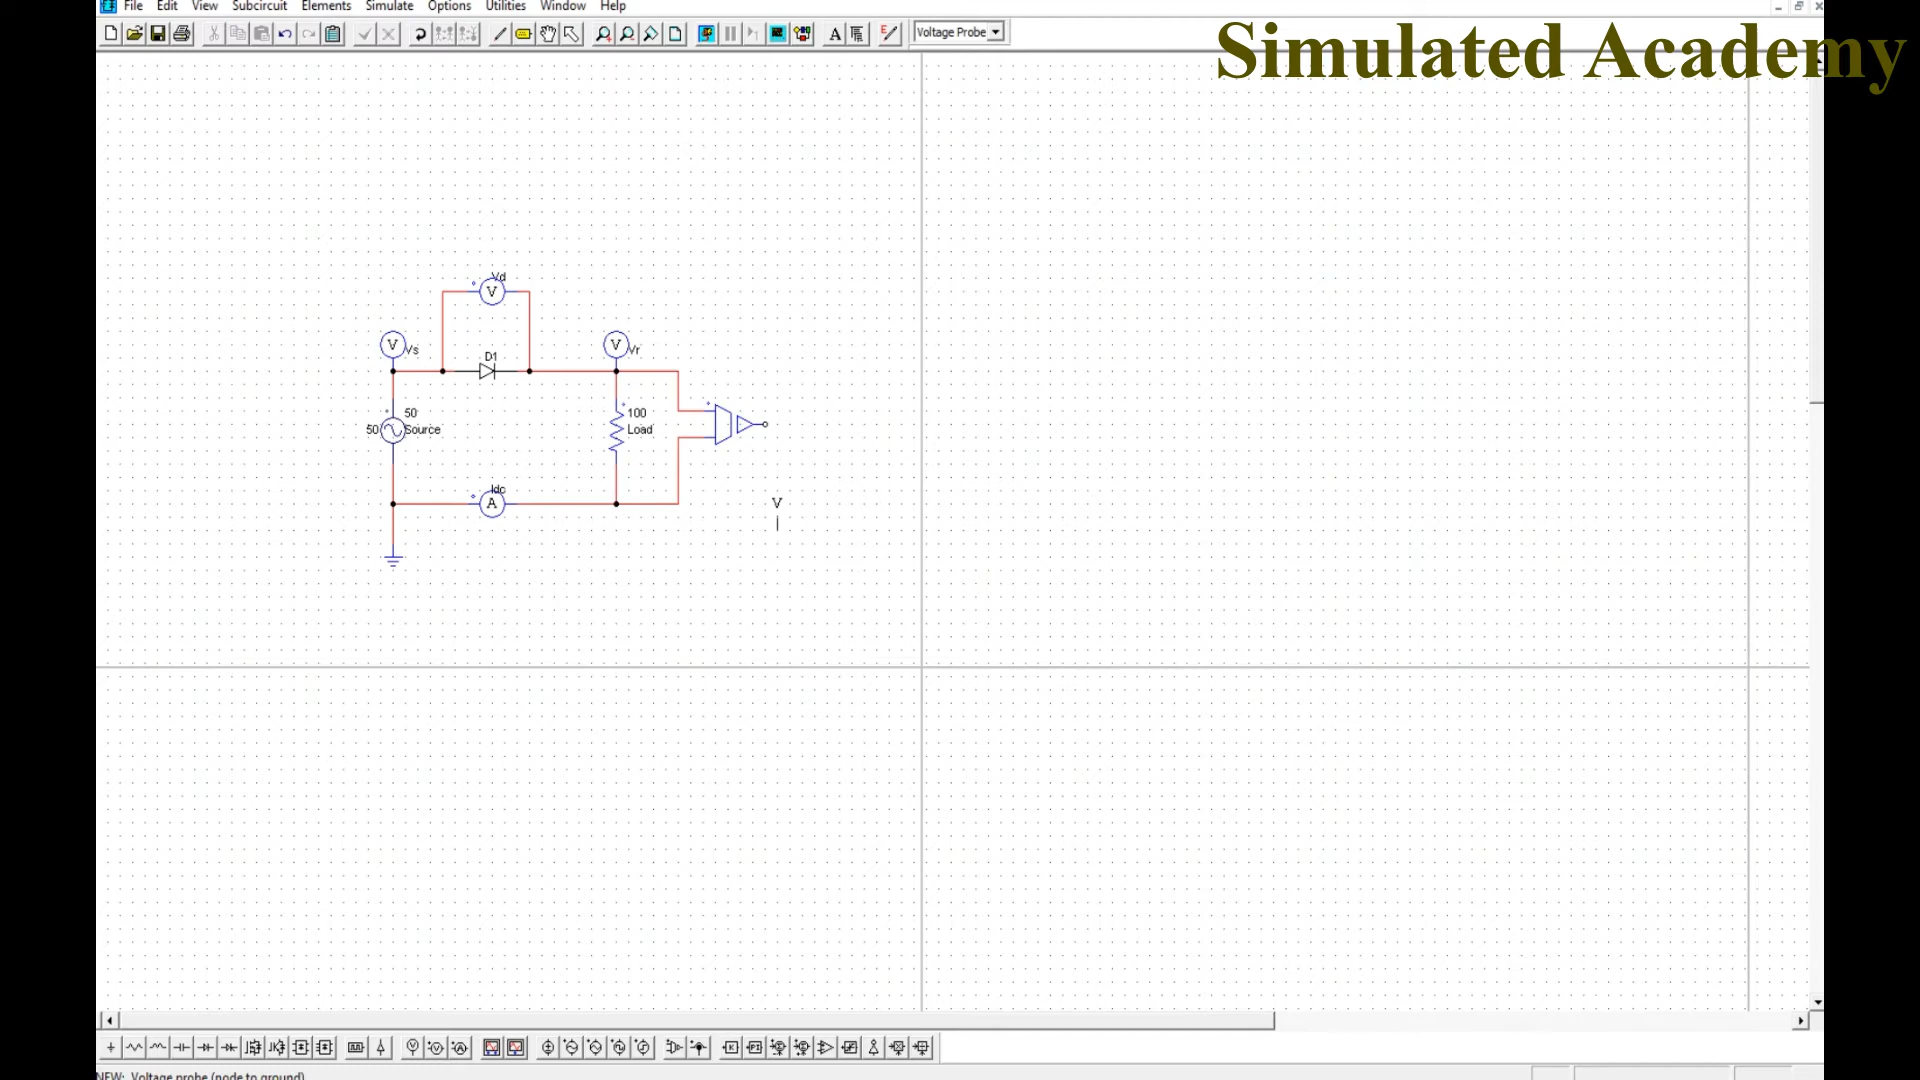 File Edit View Subcircuit Elements Simulate Options Utilities Window Help
Voltage Probe
Simulated Academy
Vd
V
V
Vs
D1
V
Vr
50
50
Source
100
Load
Idc
A
V
NEW: Voltage probe (node to ground)